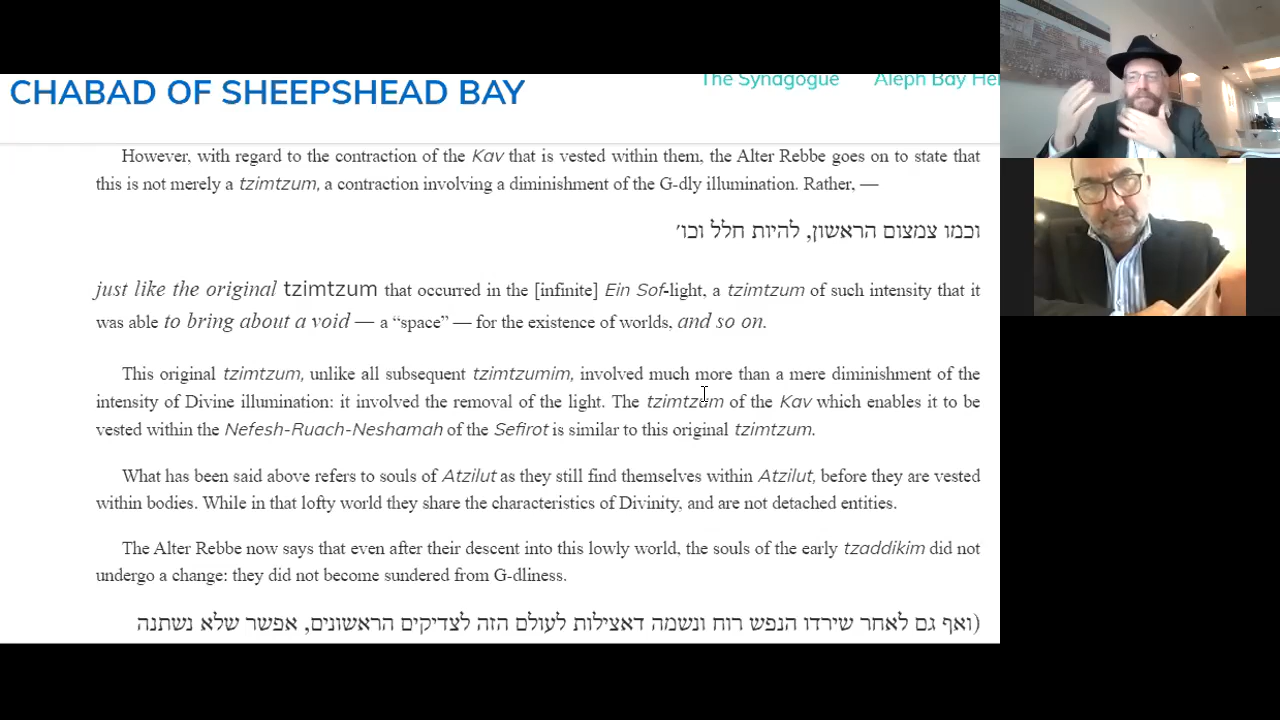 The Synagogue Aleph Bay He
CHABAD OF SHEEPSHEAD BAY
However, with regard to the contraction of the Kav that is vested within them, the Alter Rebbe goes on to state that
this is not merely a tzimtzum, a contraction involving a diminishment of the G-dly illumination. Rather, —
וכמו צמצום הראשון, להיות חלל וכו׳
just like the original tzimtzum that occurred in the [infinite] Ein Sof-light, a tzimtzum of such intensity that it
was able to bring about a void — a “space” — for the existence of worlds, and so on.
This original tzimtzum, unlike all subsequent tzimtzumim, involved much more than a mere diminishment of the
intensity of Divine illumination: it involved the removal of the light. The tzimtzum of the Kav which enables it to be
vested within the Nefesh-Ruach-Neshamah of the Sefirot is similar to this original tzimtzum.
What has been said above refers to souls of Atzilut as they still find themselves within Atzilut, before they are vested
within bodies. While in that lofty world they share the characteristics of Divinity, and are not detached entities.
The Alter Rebbe now says that even after their descent into this lowly world, the souls of the early tzaddikim did not
undergo a change: they did not become sundered from G-dliness.
(ואף גם לאחר שירדו הנפש רוח ונשמה דאצילות לעולם הזה לצדיקים הראשונים, אפשר שלא נשתנה